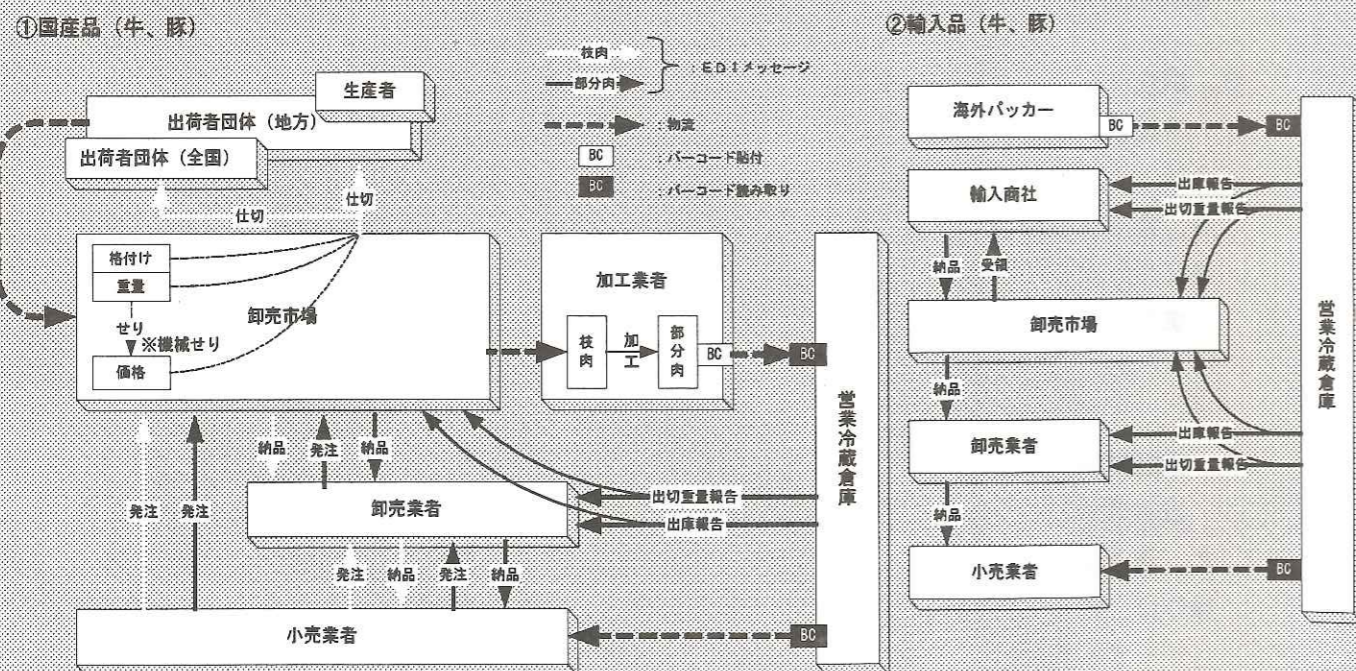 ①国産品（牛、豚）
②輸入品（牛、豚）
枝肉
部分肉
：EDIメッセージ
：物流
BC ：バーコード貼付
BC ：バーコード読み取り
生産者
出荷者団体（地方）
出荷者団体（全国）
仕切
仕切
格付け
重量
せり
※機械せり
価格
卸売市場
加工業者
枝肉
加工
部分肉
BC
BC
営業冷蔵倉庫
納品
発注
納品
発注
発注
卸売業者
出切重量報告
出庫報告
発注
納品
発注
納品
小売業者
BC
海外パッカー
BC
BC
輸入商社
出庫報告
出切重量報告
納品
受領
卸売市場
営業冷蔵倉庫
納品
卸売業者
出庫報告
出切重量報告
納品
小売業者
BC